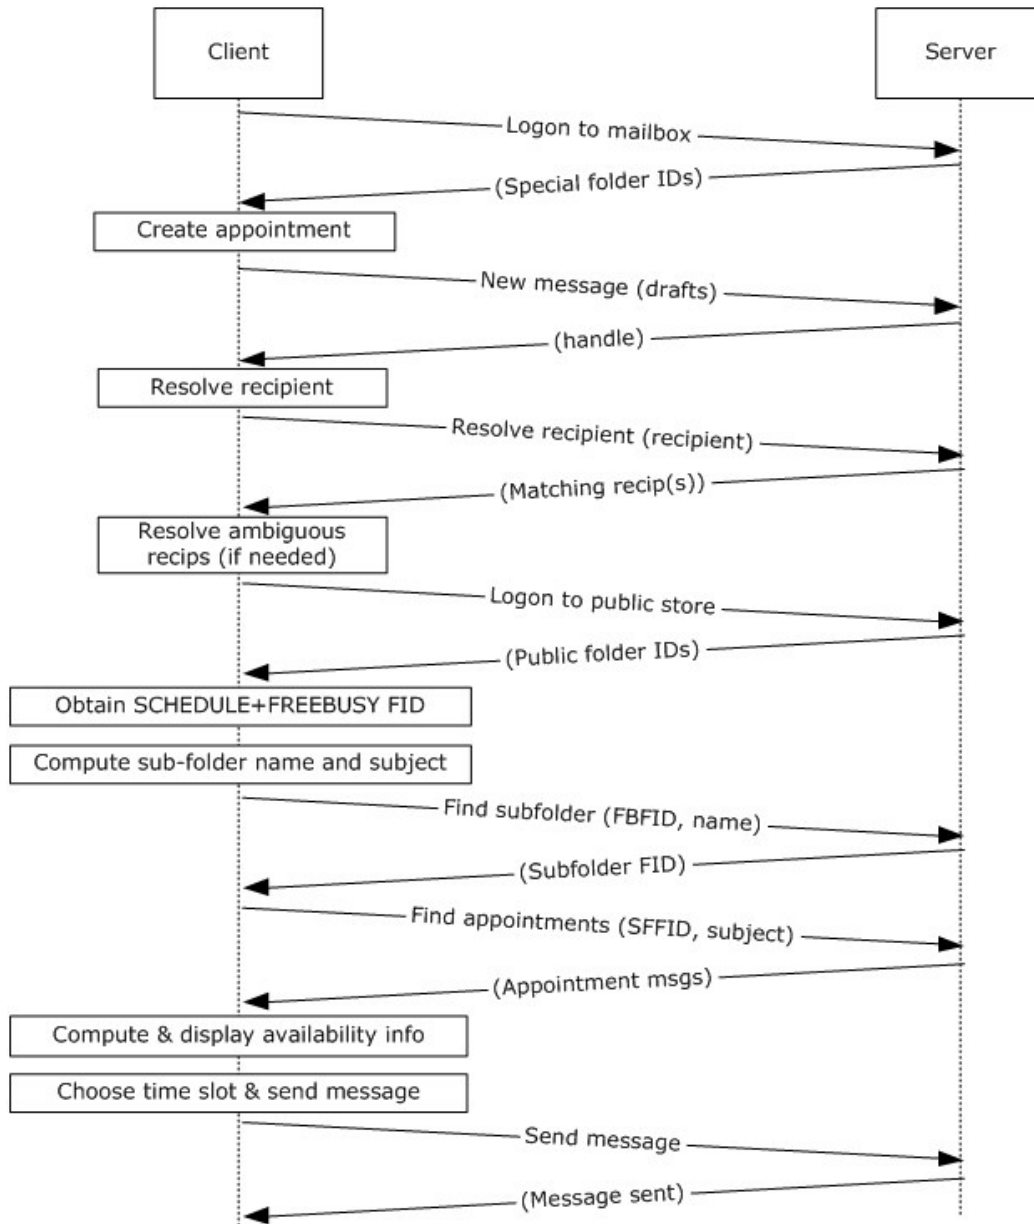 Client
Server
Logon to mailbox
(Special folder IDs)
Create appointment
New message (drafts)
(handle)
Resolve recipient
Resolve recipient (recipient)
(Matching recip(s))
Resolve ambiguous
recips (if needed)
Logon to public store
(Public folder IDs)
Obtain SCHEDULE+FREEBUSY FID
Compute sub-folder name and subject
Find subfolder (FBFID, name)
(Subfolder FID)
Find appointments (SFFID, subject)
(Appointment msgs)
Compute & display availability info
Choose time slot & send message
Send message
(Message sent)